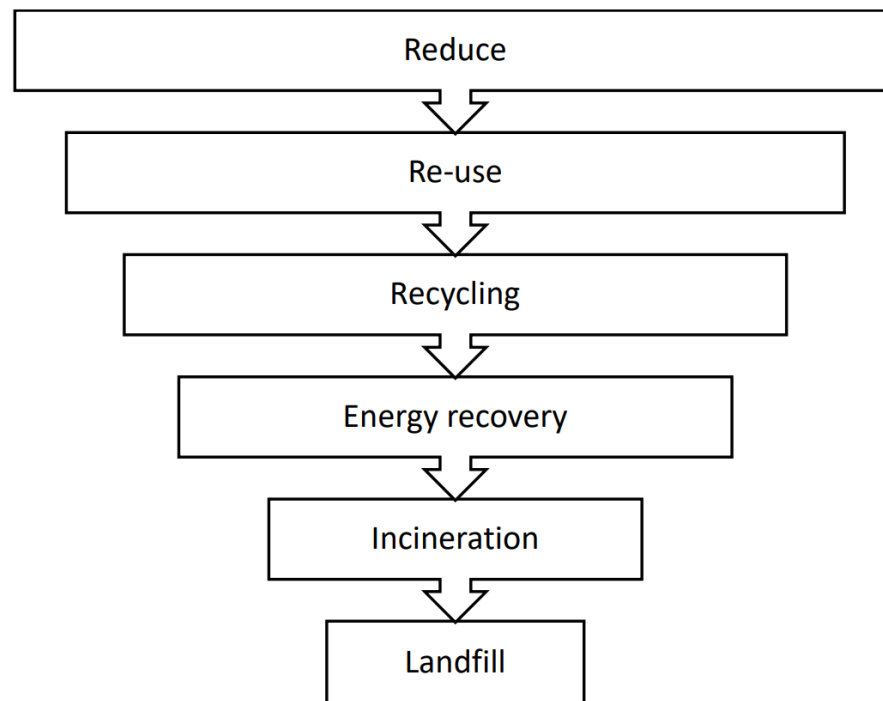 Reduce
Re-use
Recycling
Energy recovery
Incineration
Landfill